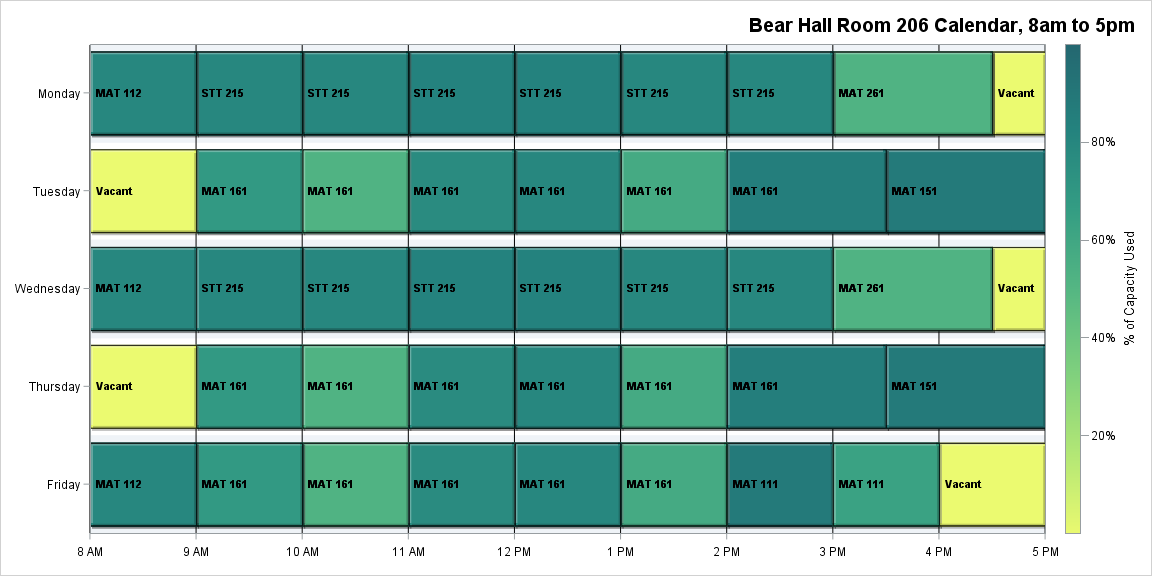 Bear Hall Room 206 Calendar, 8am to 5pm
Monday MAT 112 STT 215 STT 215 STT 215 STT 215 STT 215 STT 215 MAT 261 Vacant
80%
Tuesday Vacant MAT 161 MAT 161 MAT 161 MAT 161 MAT 161 MAT 161 MAT 151
60%
Wednesday MAT 112 STT 215 STT 215 STT 215 STT 215 STT 215 STT 215 MAT 261 Vacant
% of Capacity Used
40%
Thursday Vacant MAT 161 MAT 161 MAT 161 MAT 161 MAT 161 MAT 161 MAT 151
20%
Friday MAT 112 MAT 161 MAT 161 MAT 161 MAT 161 MAT 161 MAT 111 MAT 111 Vacant
8 AM 9 AM 10 AM 11 AM 12 PM 1 PM 2 PM 3 PM 4 PM 5 PM